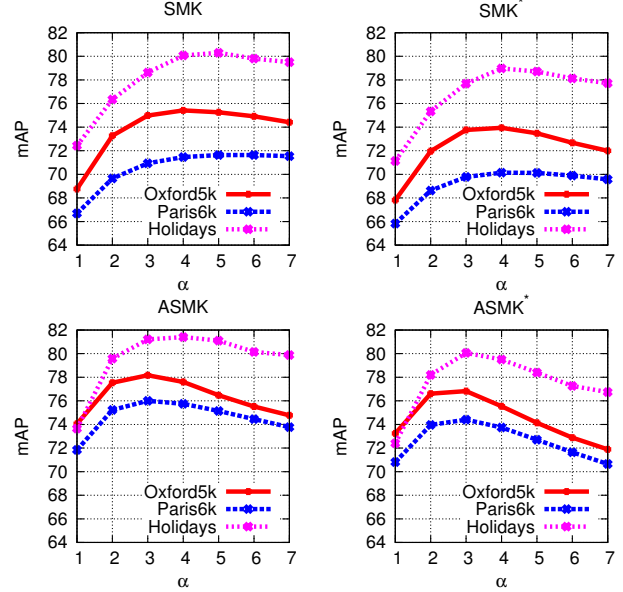 SMK
mAP
82
80
78
76
74
72
70
68
66
64
Oxford5k
Paris6k
Holidays
1 2 3 4 5 6 7
α
SMK*
mAP
82
80
78
76
74
72
70
68
66
64
Oxford5k
Paris6k
Holidays
1 2 3 4 5 6 7
α
ASMK
mAP
82
80
78
76
74
72
70
68
66
64
Oxford5k
Paris6k
Holidays
1 2 3 4 5 6 7
α
ASMK*
mAP
82
80
78
76
74
72
70
68
66
64
Oxford5k
Paris6k
Holidays
1 2 3 4 5 6 7
α